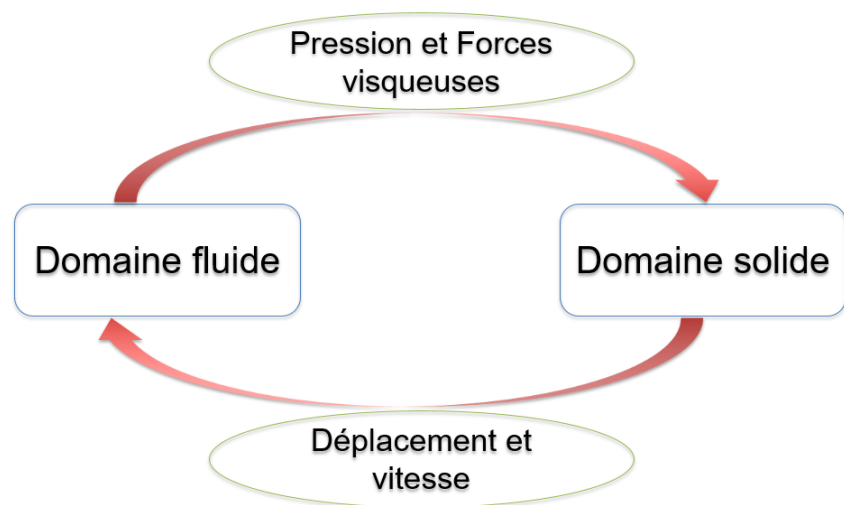 Pression et Forces
visqueuses
Domaine fluide
Domaine solide
Déplacement et
vitesse